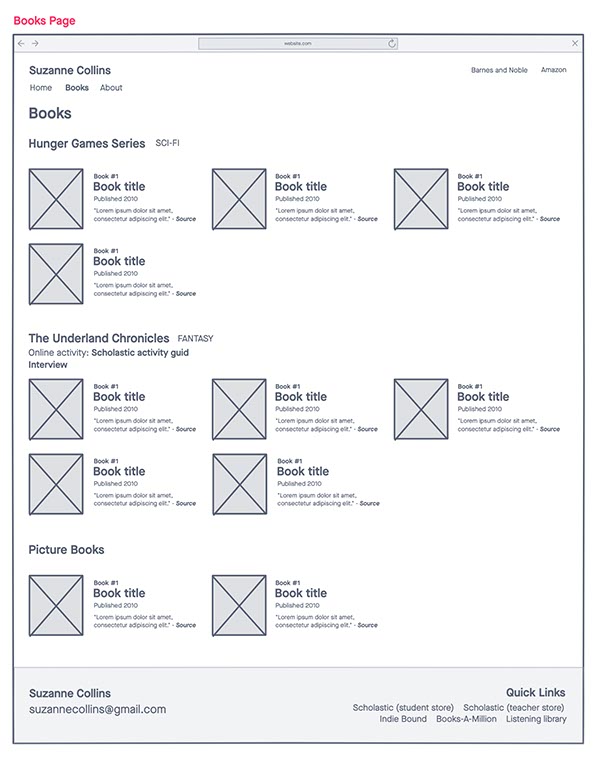 Books Page
website.com
Suzanne Collins
Barnes and Noble Amazon
Home Books About
Books
Hunger Games Series SCI-FI
Book #1
Book title
Published 2010
"Lorem ipsum dolor sit amet,
consectetur adipiscing elit." - Source
Book #1
Book title
Published 2010
"Lorem ipsum dolor sit amet,
consectetur adipiscing elit." - Source
Book #1
Book title
Published 2010
"Lorem ipsum dolor sit amet,
consectetur adipiscing elit." - Source
Book #1
Book title
Published 2010
"Lorem ipsum dolor sit amet,
consectetur adipiscing elit." - Source
The Underland Chronicles FANTASY
Online activity: Scholastic activity guid
Interview
Book #1
Book title
Published 2010
"Lorem ipsum dolor sit amet,
consectetur adipiscing elit." - Source
Book #1
Book title
Published 2010
"Lorem ipsum dolor sit amet,
consectetur adipiscing elit." - Source
Book #1
Book title
Published 2010
"Lorem ipsum dolor sit amet,
consectetur adipiscing elit." - Source
Book #1
Book title
Published 2010
"Lorem ipsum dolor sit amet,
consectetur adipiscing elit." - Source
Book #1
Book title
Published 2010
"Lorem ipsum dolor sit amet,
consectetur adipiscing elit." - Source
Picture Books
Book #1
Book title
Published 2010
"Lorem ipsum dolor sit amet,
consectetur adipiscing elit." - Source
Book #1
Book title
Published 2010
"Lorem ipsum dolor sit amet,
consectetur adipiscing elit." - Source
Suzanne Collins
suzannecollins@gmail.com
Quick Links
Scholastic (student store) Scholastic (teacher store)
Indie Bound Books-A-Million Listening library